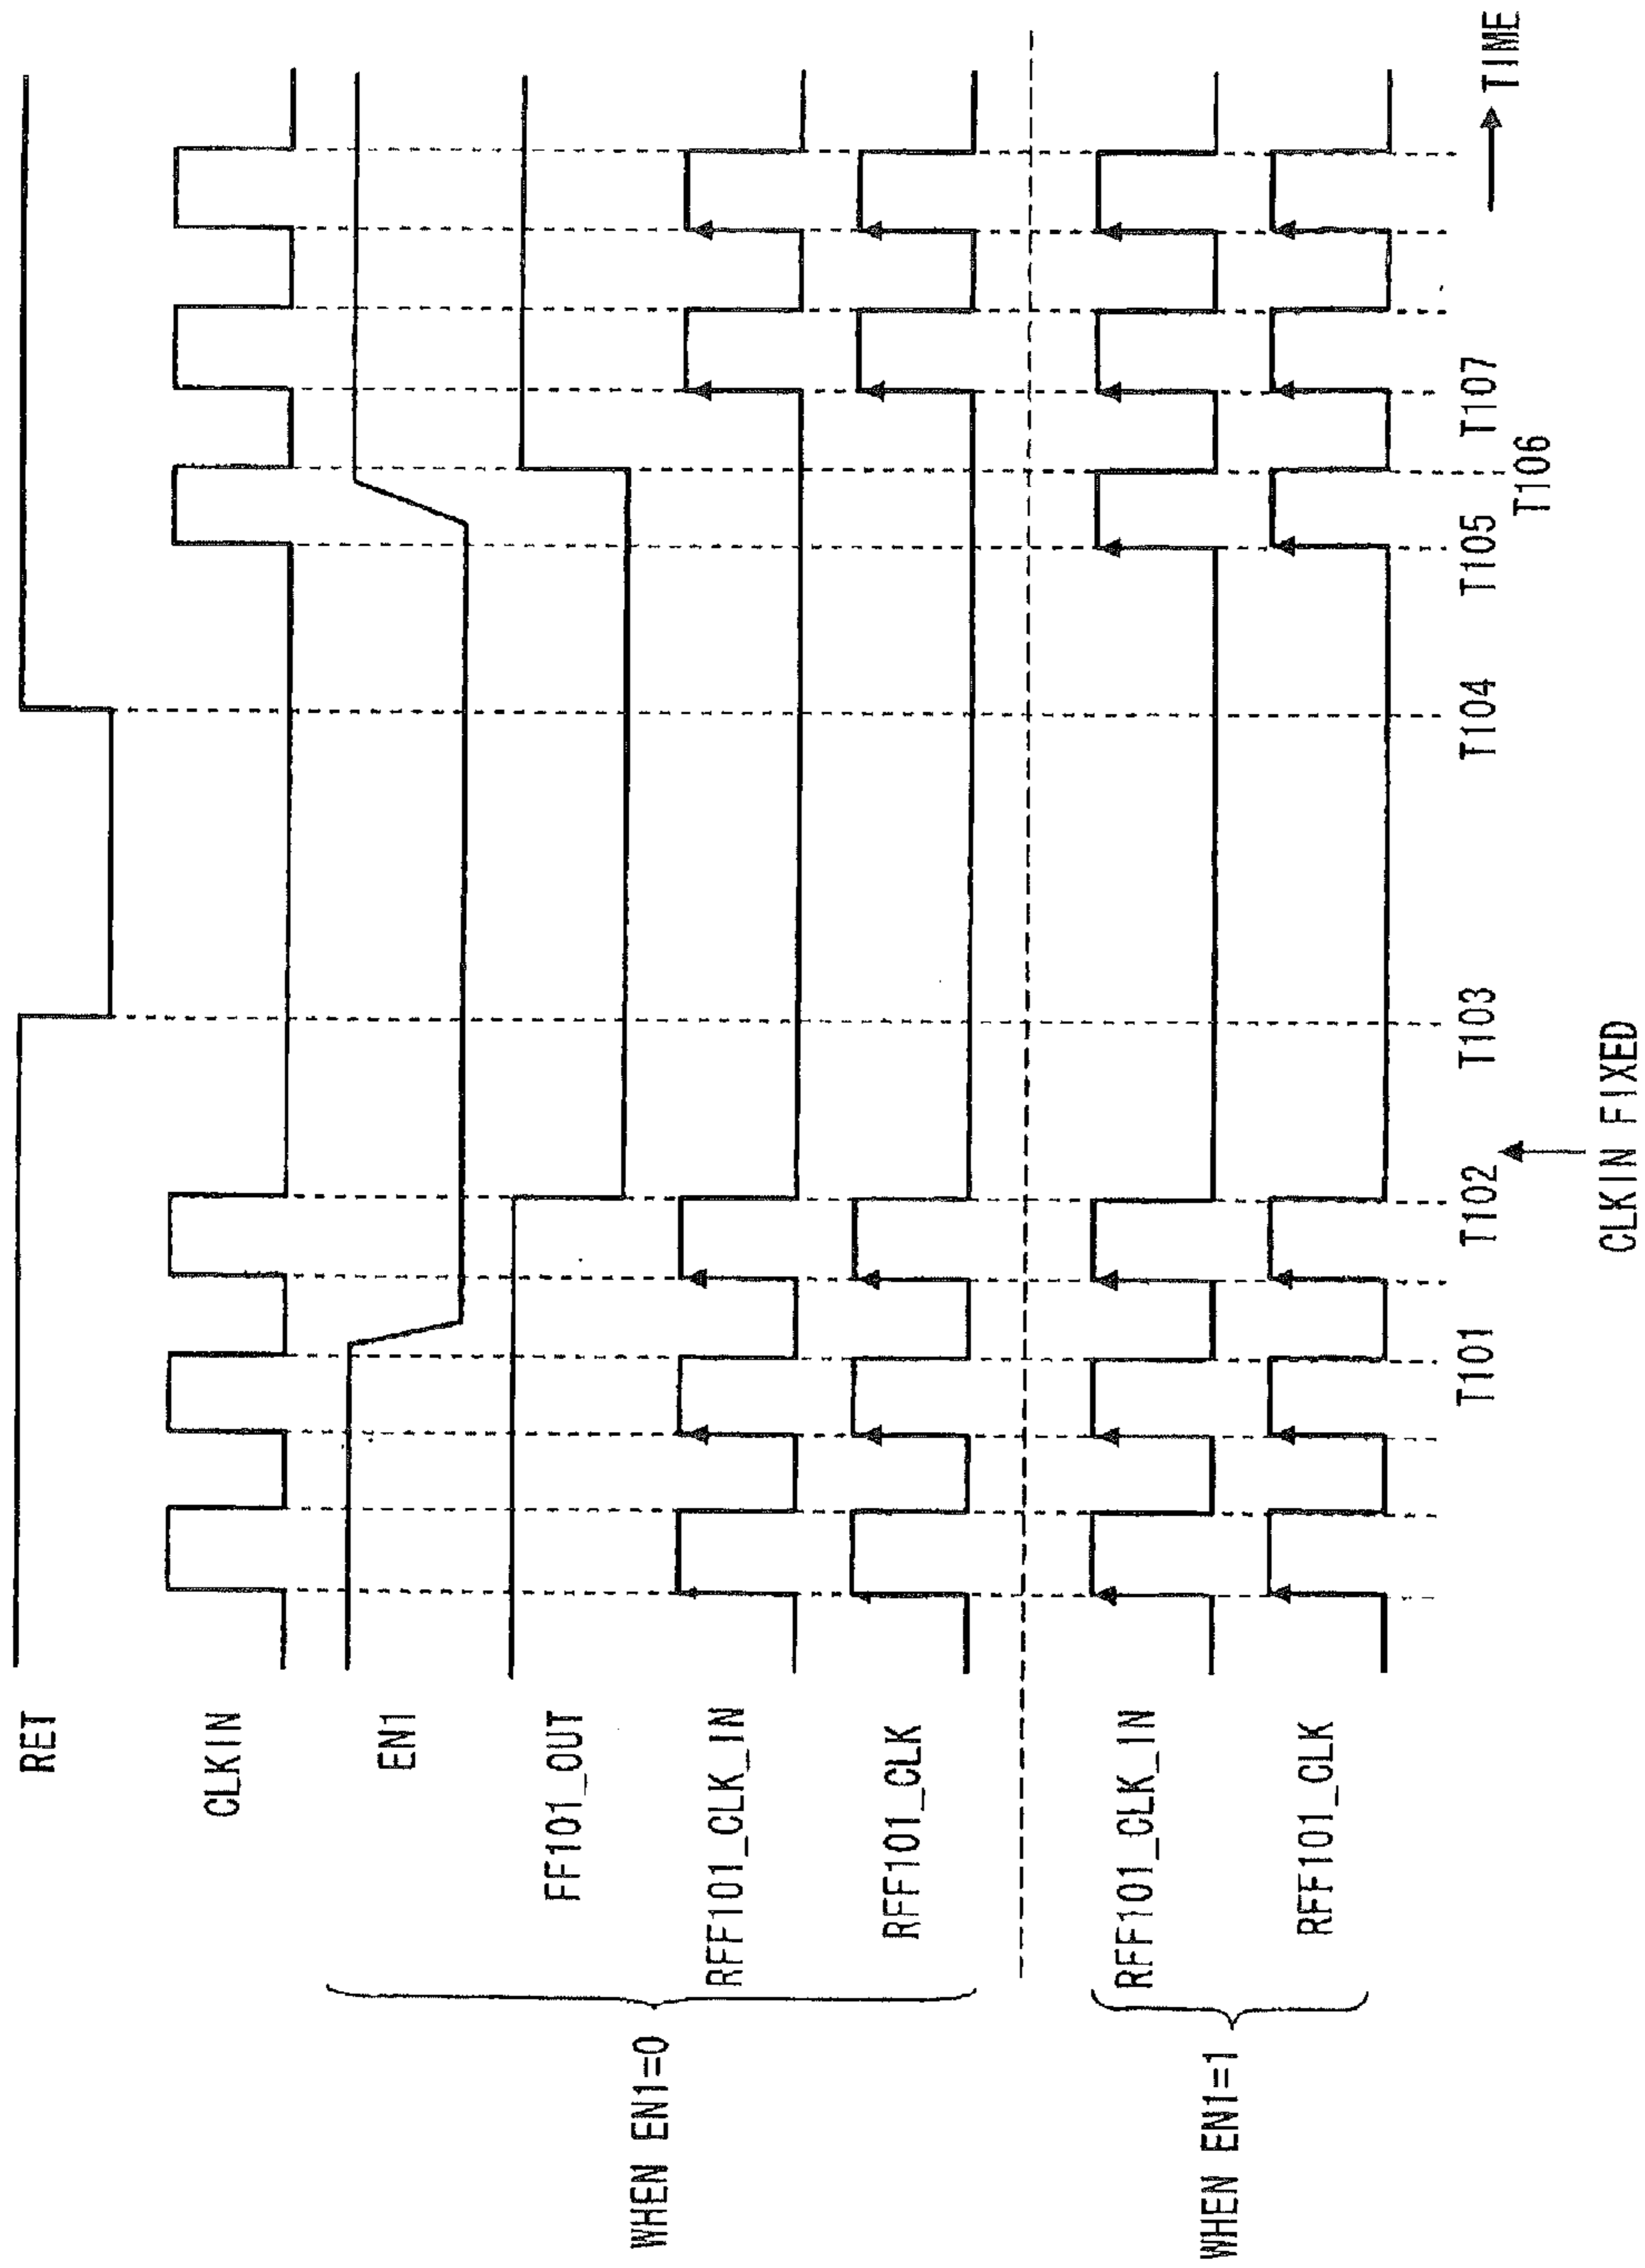 RET
CLKIN
EN1
FF101_OUT
RFF101_CLK_IN
RFF101_CLK
WHEN EN1=0
RFF101_CLK_IN
RFF101_CLK
WHEN EN1=1
T101
T102
T103
T104
T105
T106
T107
TIME
CLKIN FIXED